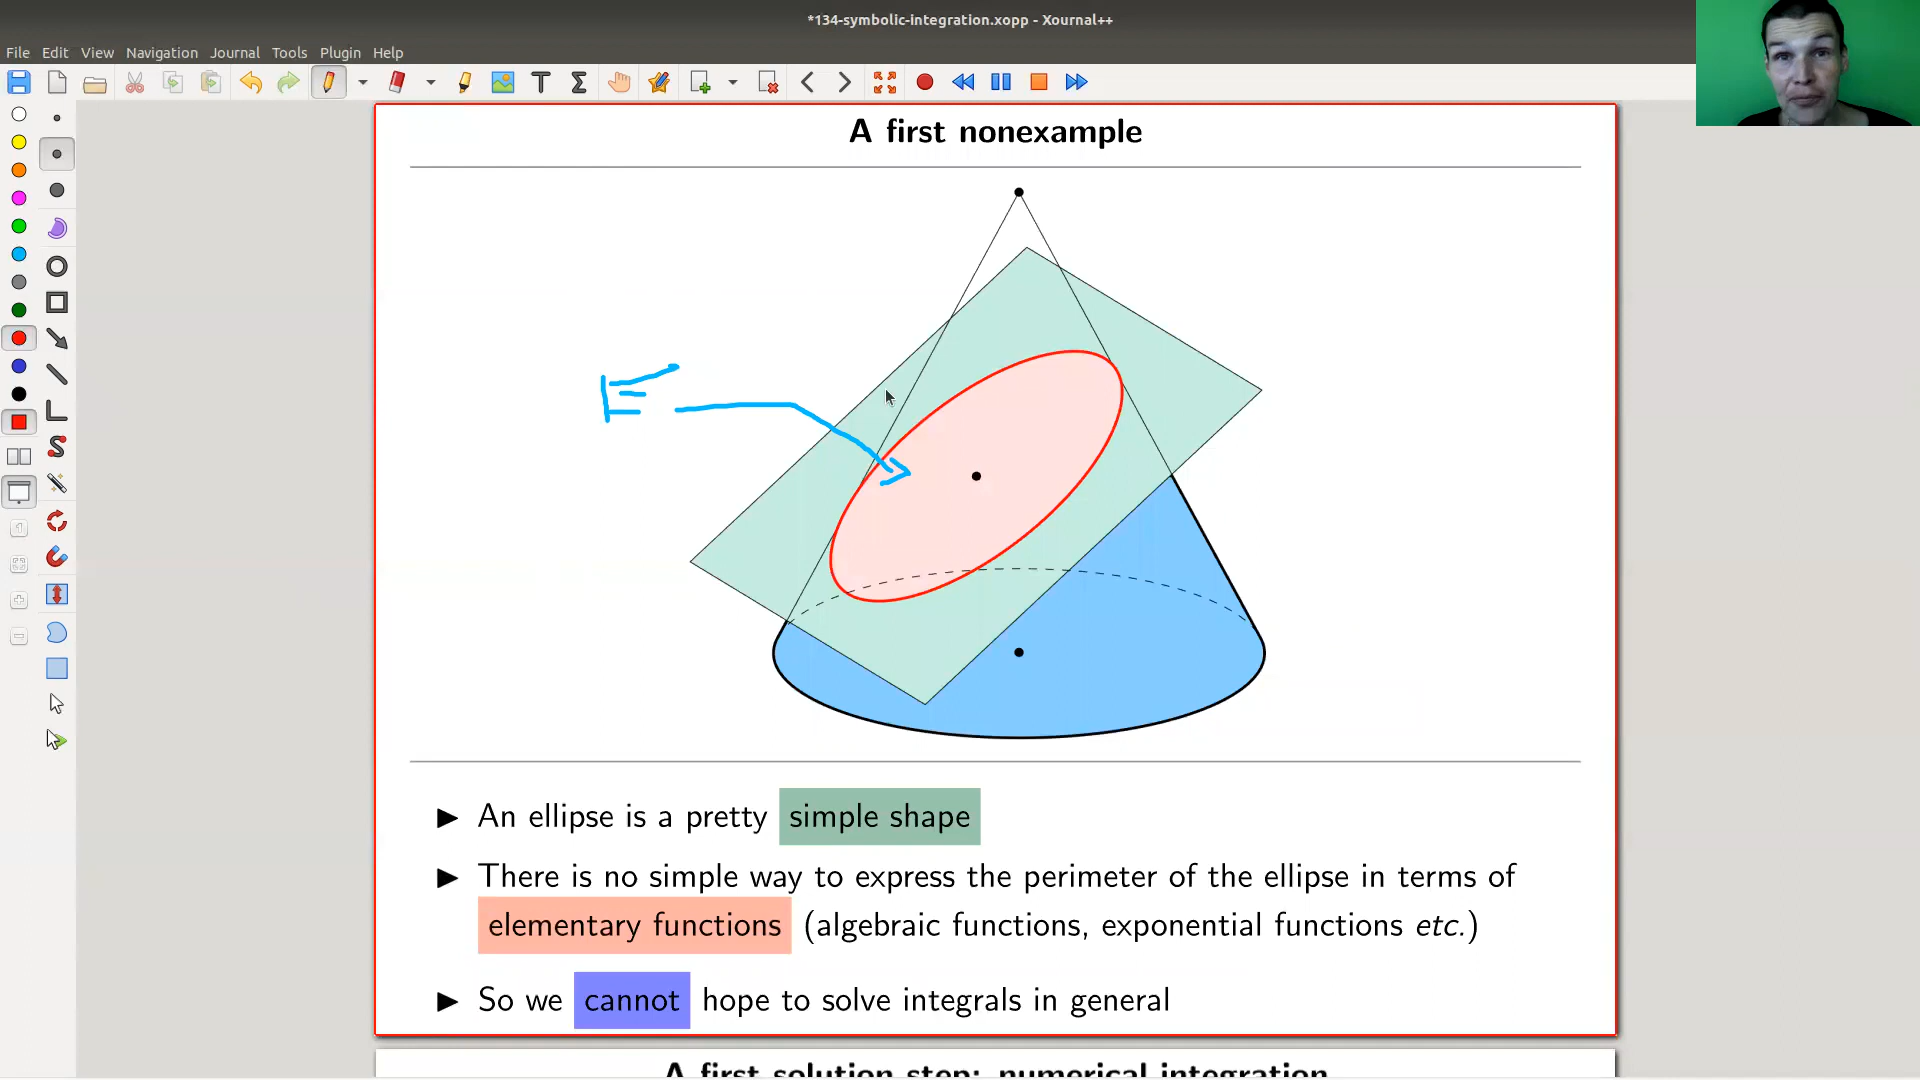 *134-symbolic-integration.xopp - Xournal++
File Edit View Navigation Journal Tools Plugin Help
A first nonexample
E
▶ An ellipse is a pretty simple shape
▶ There is no simple way to express the perimeter of the ellipse in terms of
elementary functions (algebraic functions, exponential functions etc.)
▶ So we cannot hope to solve integrals in general
A first solution step: numerical integration